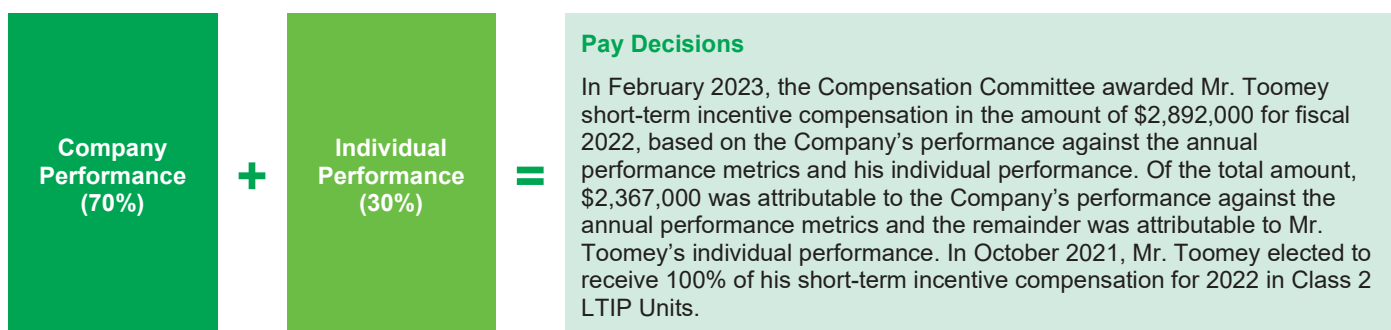 Company
Performance
(70%)
+
Individual
Performance
(30%)
=
Pay Decisions
In February 2023, the Compensation Committee awarded Mr. Toomey
short-term incentive compensation in the amount of $2,892,000 for fiscal
2022, based on the Company’s performance against the annual
performance metrics and his individual performance. Of the total amount,
$2,367,000 was attributable to the Company’s performance against the
annual performance metrics and the remainder was attributable to Mr.
Toomey’s individual performance. In October 2021, Mr. Toomey elected to
receive 100% of his short-term incentive compensation for 2022 in Class 2
LTIP Units.